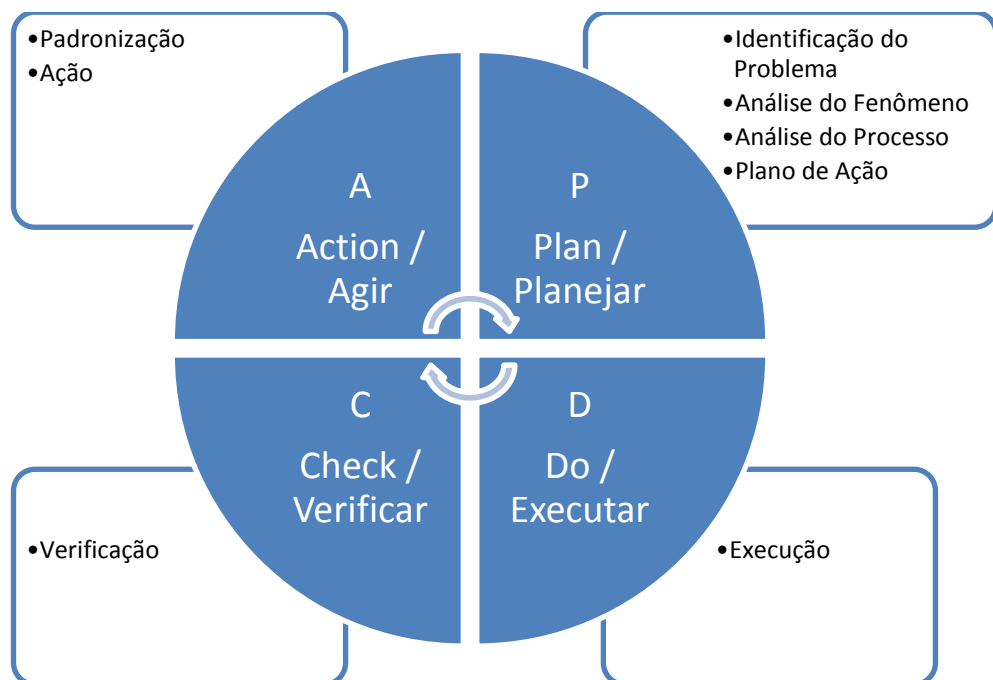 •Padronização
•Ação
•Identificação do
Problema
•Análise do Fenômeno
•Análise do Processo
•Plano de Ação
A
Action /
Agir
P
Plan /
Planejar
C
Check /
Verificar
D
Do /
Executar
•Verificação
•Execução